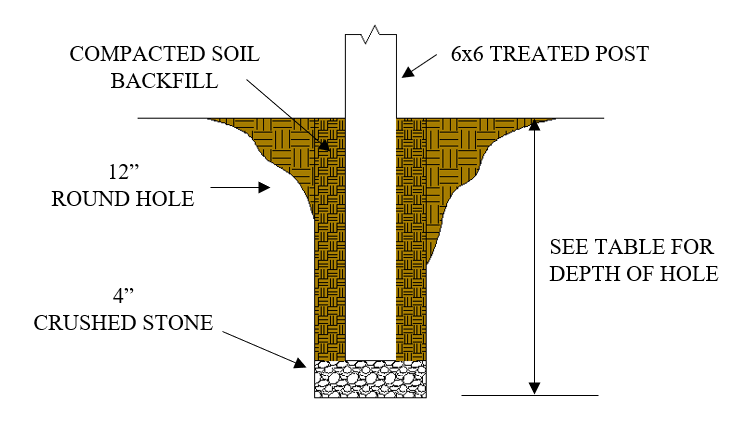 COMPACTED SOIL
BACKFILL
6x6 TREATED POST
12”
ROUND HOLE
SEE TABLE FOR
DEPTH OF HOLE
4”
CRUSHED STONE